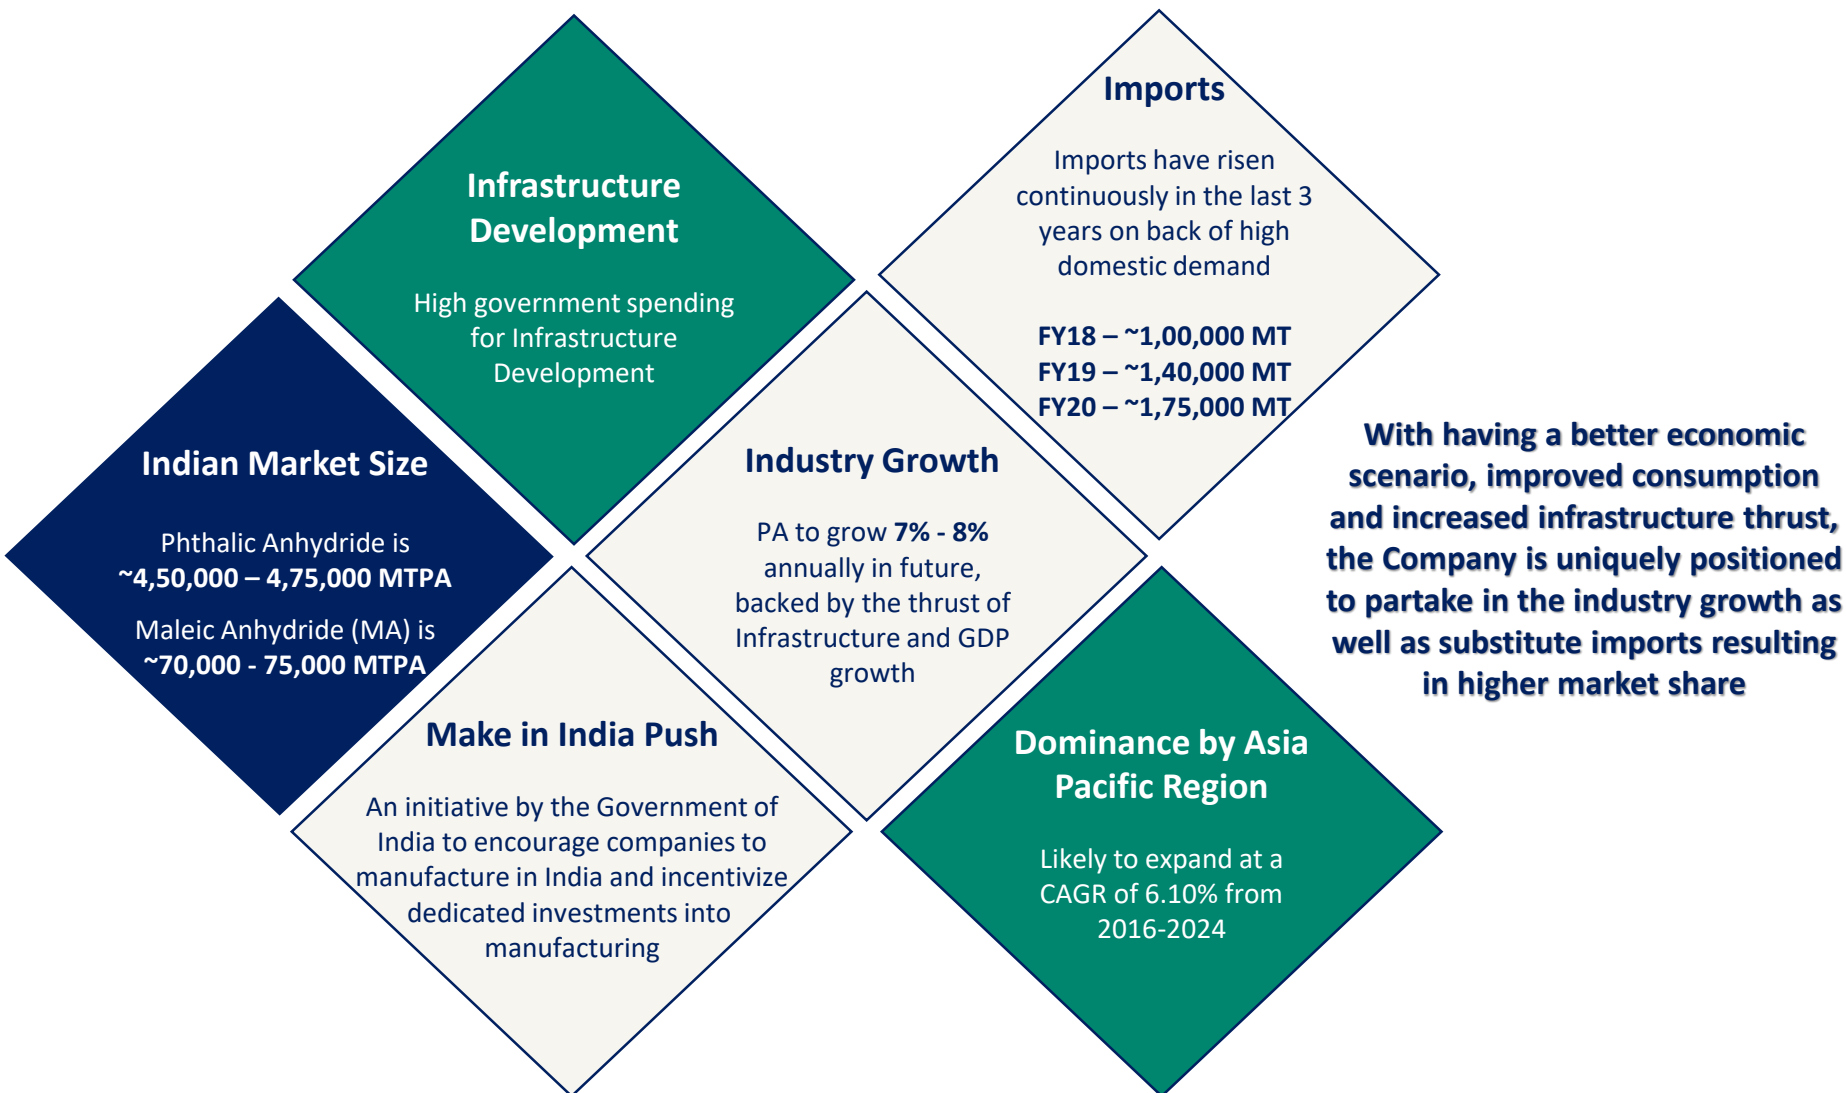 Infrastructure
Development
High government spending
for Infrastructure
Development
Imports
Imports have risen
continuously in the last 3
years on back of high
domestic demand
FY18 – ~1,00,000 MT
FY19 – ~1,40,000 MT
FY20 – ~1,75,000 MT
Indian Market Size
Phthalic Anhydride is
~4,50,000 – 4,75,000 MTPA
Maleic Anhydride (MA) is
~70,000 - 75,000 MTPA
Industry Growth
PA to grow 7% - 8%
annually in future,
backed by the thrust of
Infrastructure and GDP
growth
With having a better economic
scenario, improved consumption
and increased infrastructure thrust,
the Company is uniquely positioned
to partake in the industry growth as
well as substitute imports resulting
in higher market share
Make in India Push
An initiative by the Government of
India to encourage companies to
manufacture in India and incentivize
dedicated investments into
manufacturing
Dominance by Asia
Pacific Region
Likely to expand at a
CAGR of 6.10% from
2016-2024